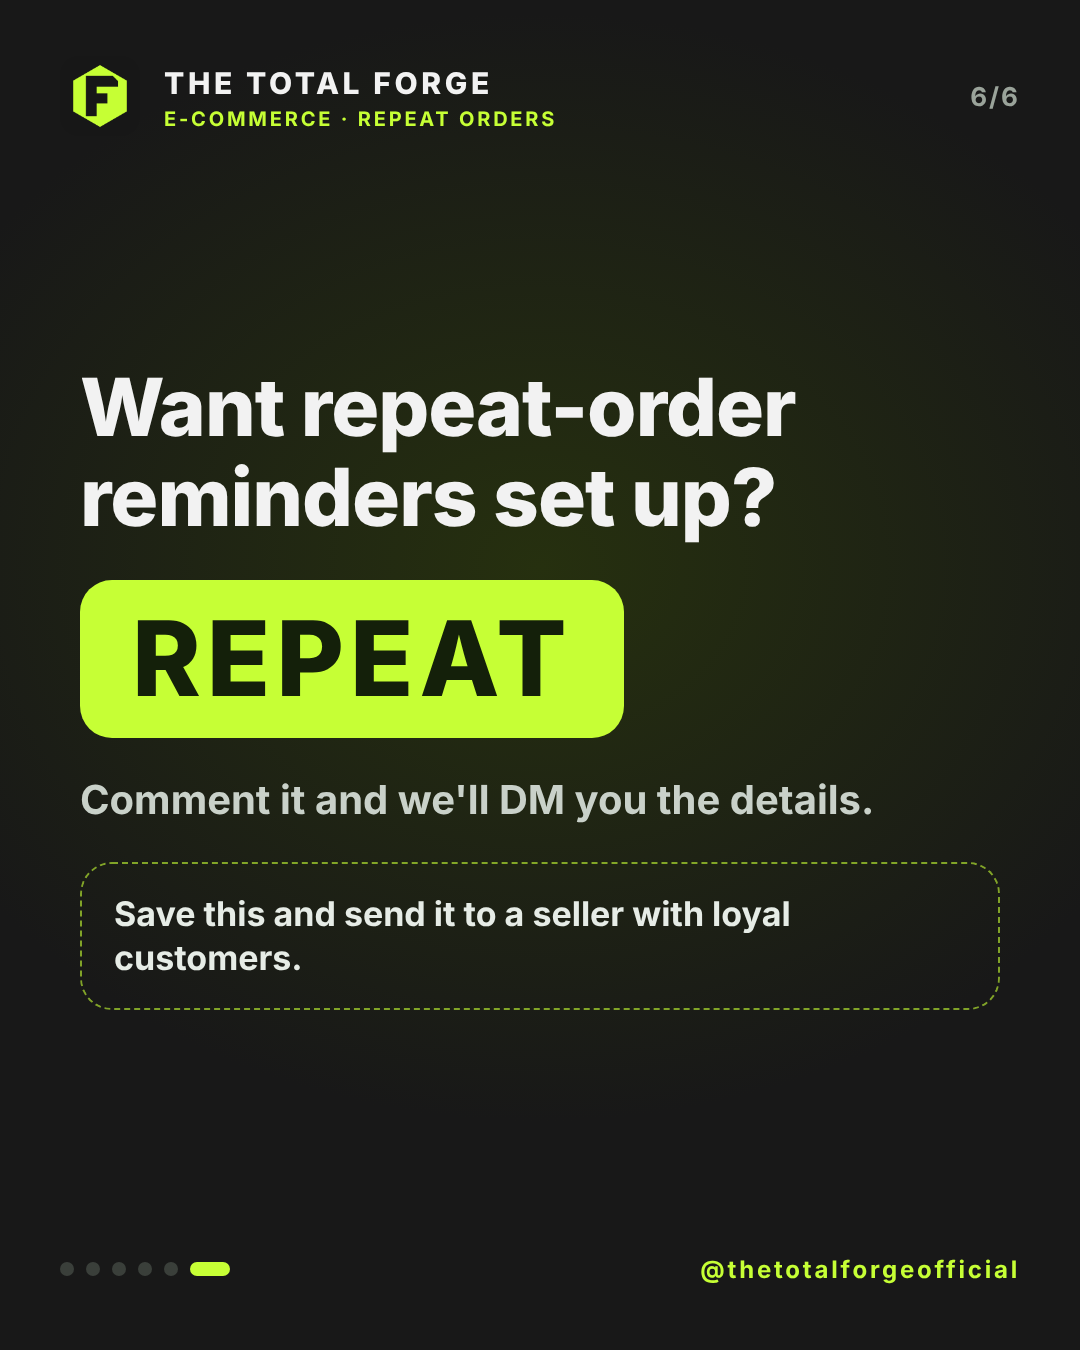 THE TOTAL FORGE
E-COMMERCE · REPEAT ORDERS
6/6
Want repeat-order
reminders set up?
REPEAT
Comment it and we'll DM you the details.
Save this and send it to a seller with loyal
customers.
@thetotalforgeofficial